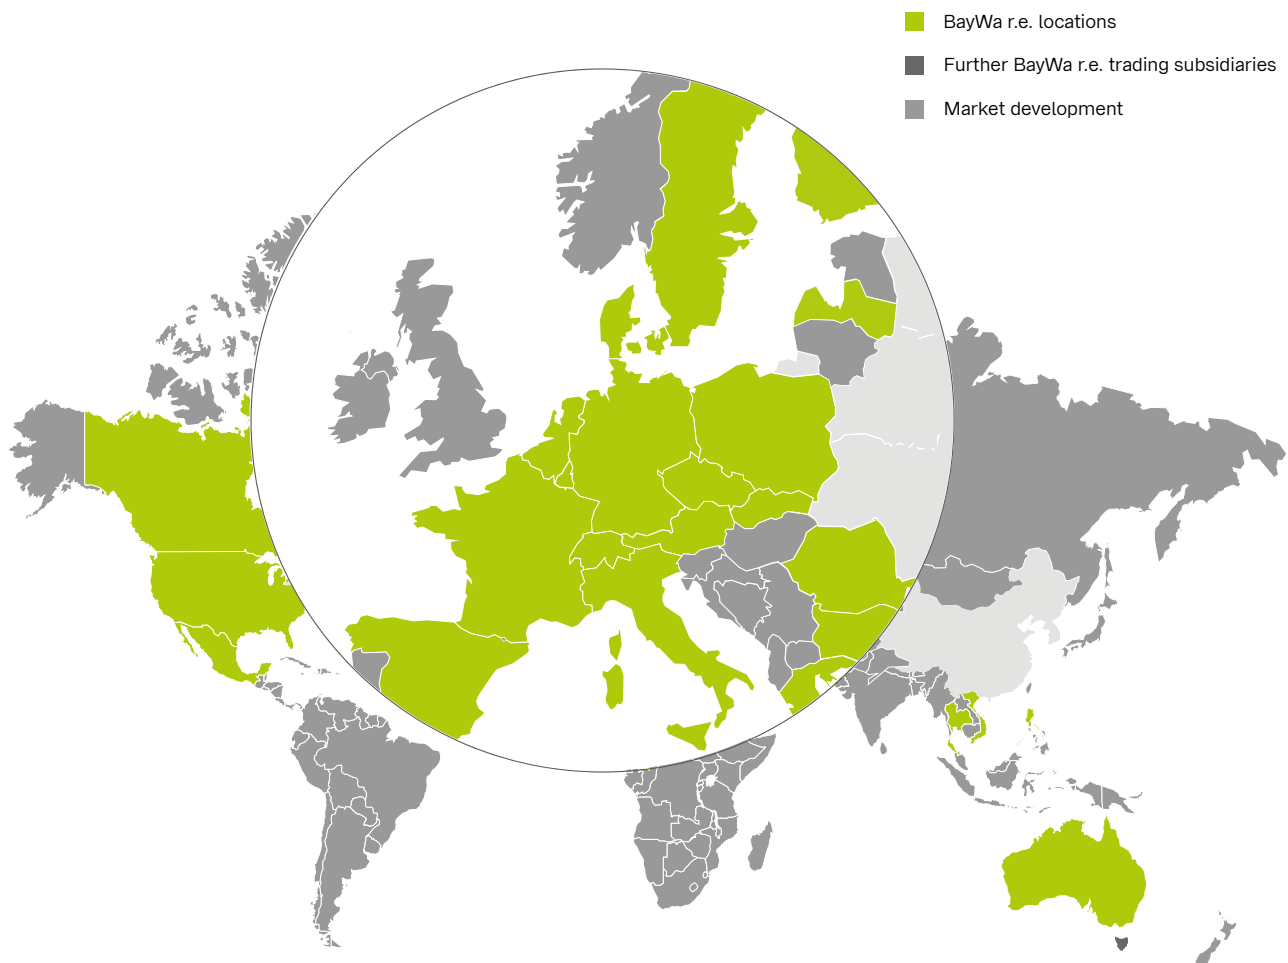 BayWa r.e. locations
Further BayWa r.e. trading subsidiaries
Market development